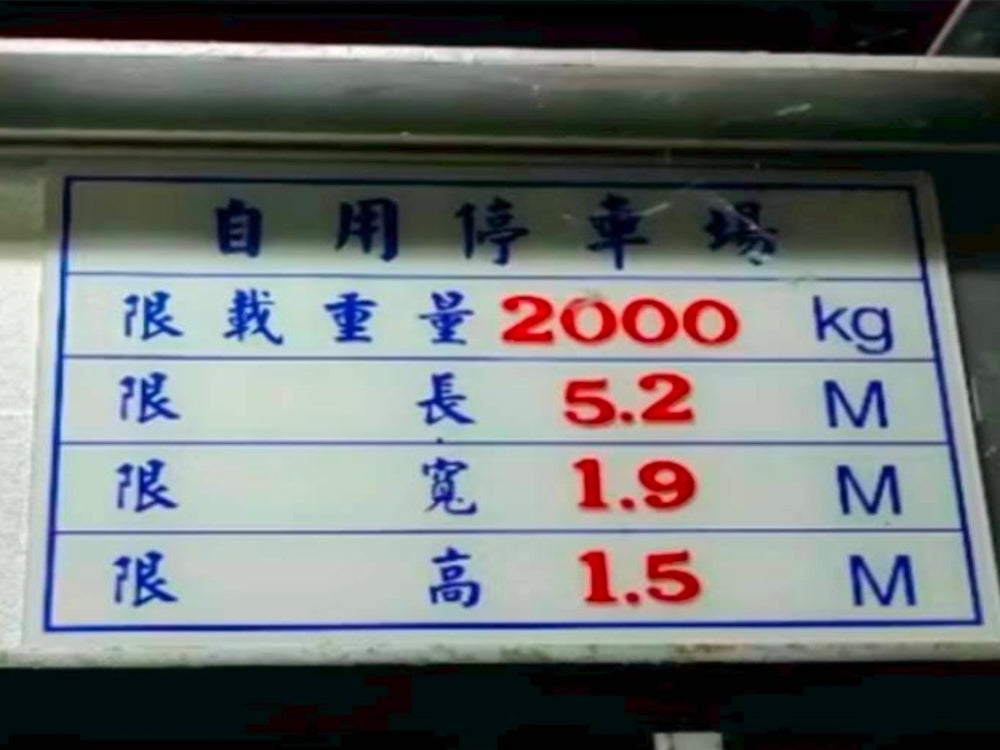 自用停車場
限載重量 2000 kg
限長 5.2 M
限寬 1.9 M
限高 1.5 M